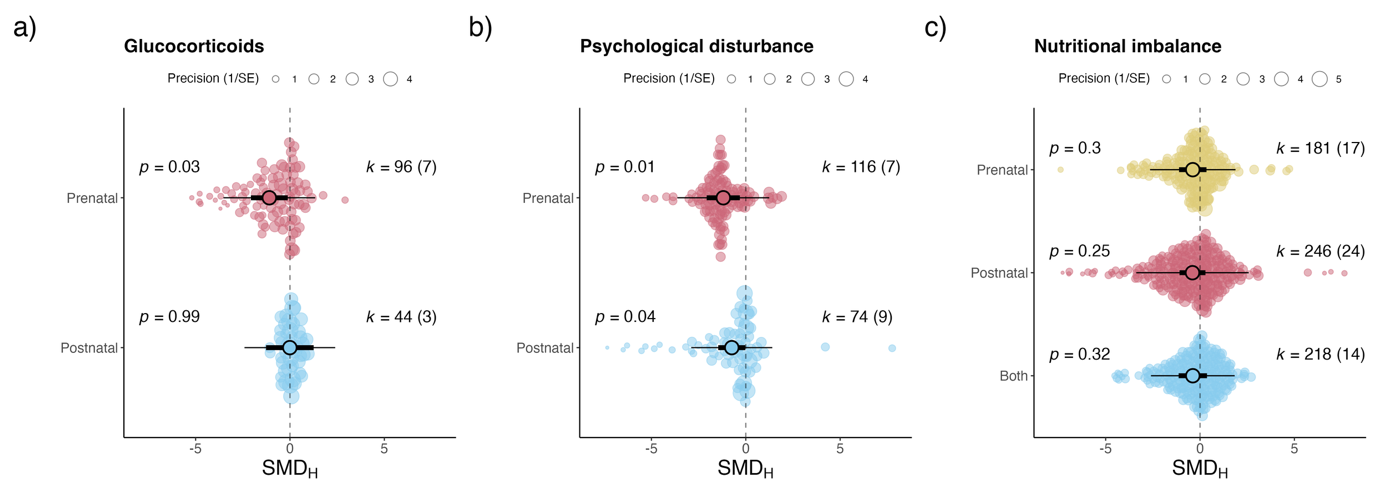 a)
Glucocorticoids
Precision (1/SE) 1 2 3 4
p = 0.03
k = 96 (7)
Prenatal
p = 0.99
k = 44 (3)
Postnatal
-5 0 5
SMDH
b)
Psychological disturbance
Precision (1/SE) 1 2 3 4
p = 0.01
k = 116 (7)
Prenatal
p = 0.04
k = 74 (9)
Postnatal
-5 0 5
SMDH
c)
Nutritional imbalance
Precision (1/SE) 1 2 3 4 5
p = 0.3
k = 181 (17)
Prenatal
p = 0.25
k = 246 (24)
Postnatal
p = 0.32
k = 218 (14)
Both
-5 0 5
SMDH